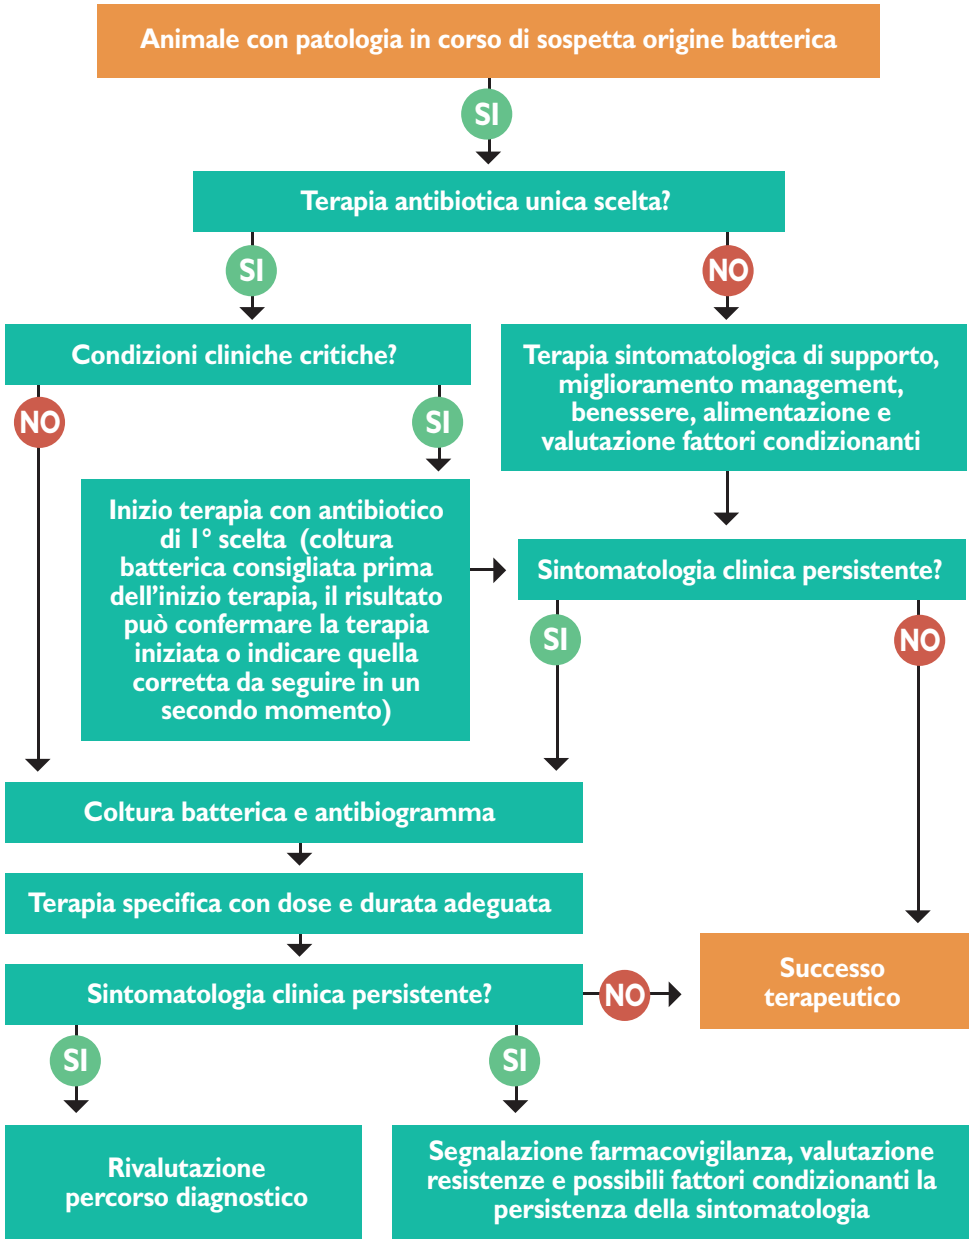 Animale con patologia in corso di sospetta origine batterica
SI
Terapia antibiotica unica scelta?
SI
NO
Condizioni cliniche critiche?
NO
SI
Terapia sintomatologica di supporto,
miglioramento management,
benessere, alimentazione e
valutazione fattori condizionanti
Inizio terapia con antibiotico
di 1° scelta (coltura
batterica consigliata prima
dell'inizio terapia, il risultato
può confermare la terapia
iniziata o indicare quella
corretta da seguire in un
secondo momento)
Sintomatologia clinica persistente?
SI
NO
Coltura batterica e antibiogramma
Terapia specifica con dose e durata adeguata
Sintomatologia clinica persistente?
NO
Successo
terapeutico
SI
SI
Rivalutazione
percorso diagnostico
Segnalazione farmacovigilanza, valutazione
resistenze e possibili fattori condizionanti la
persistenza della sintomatologia